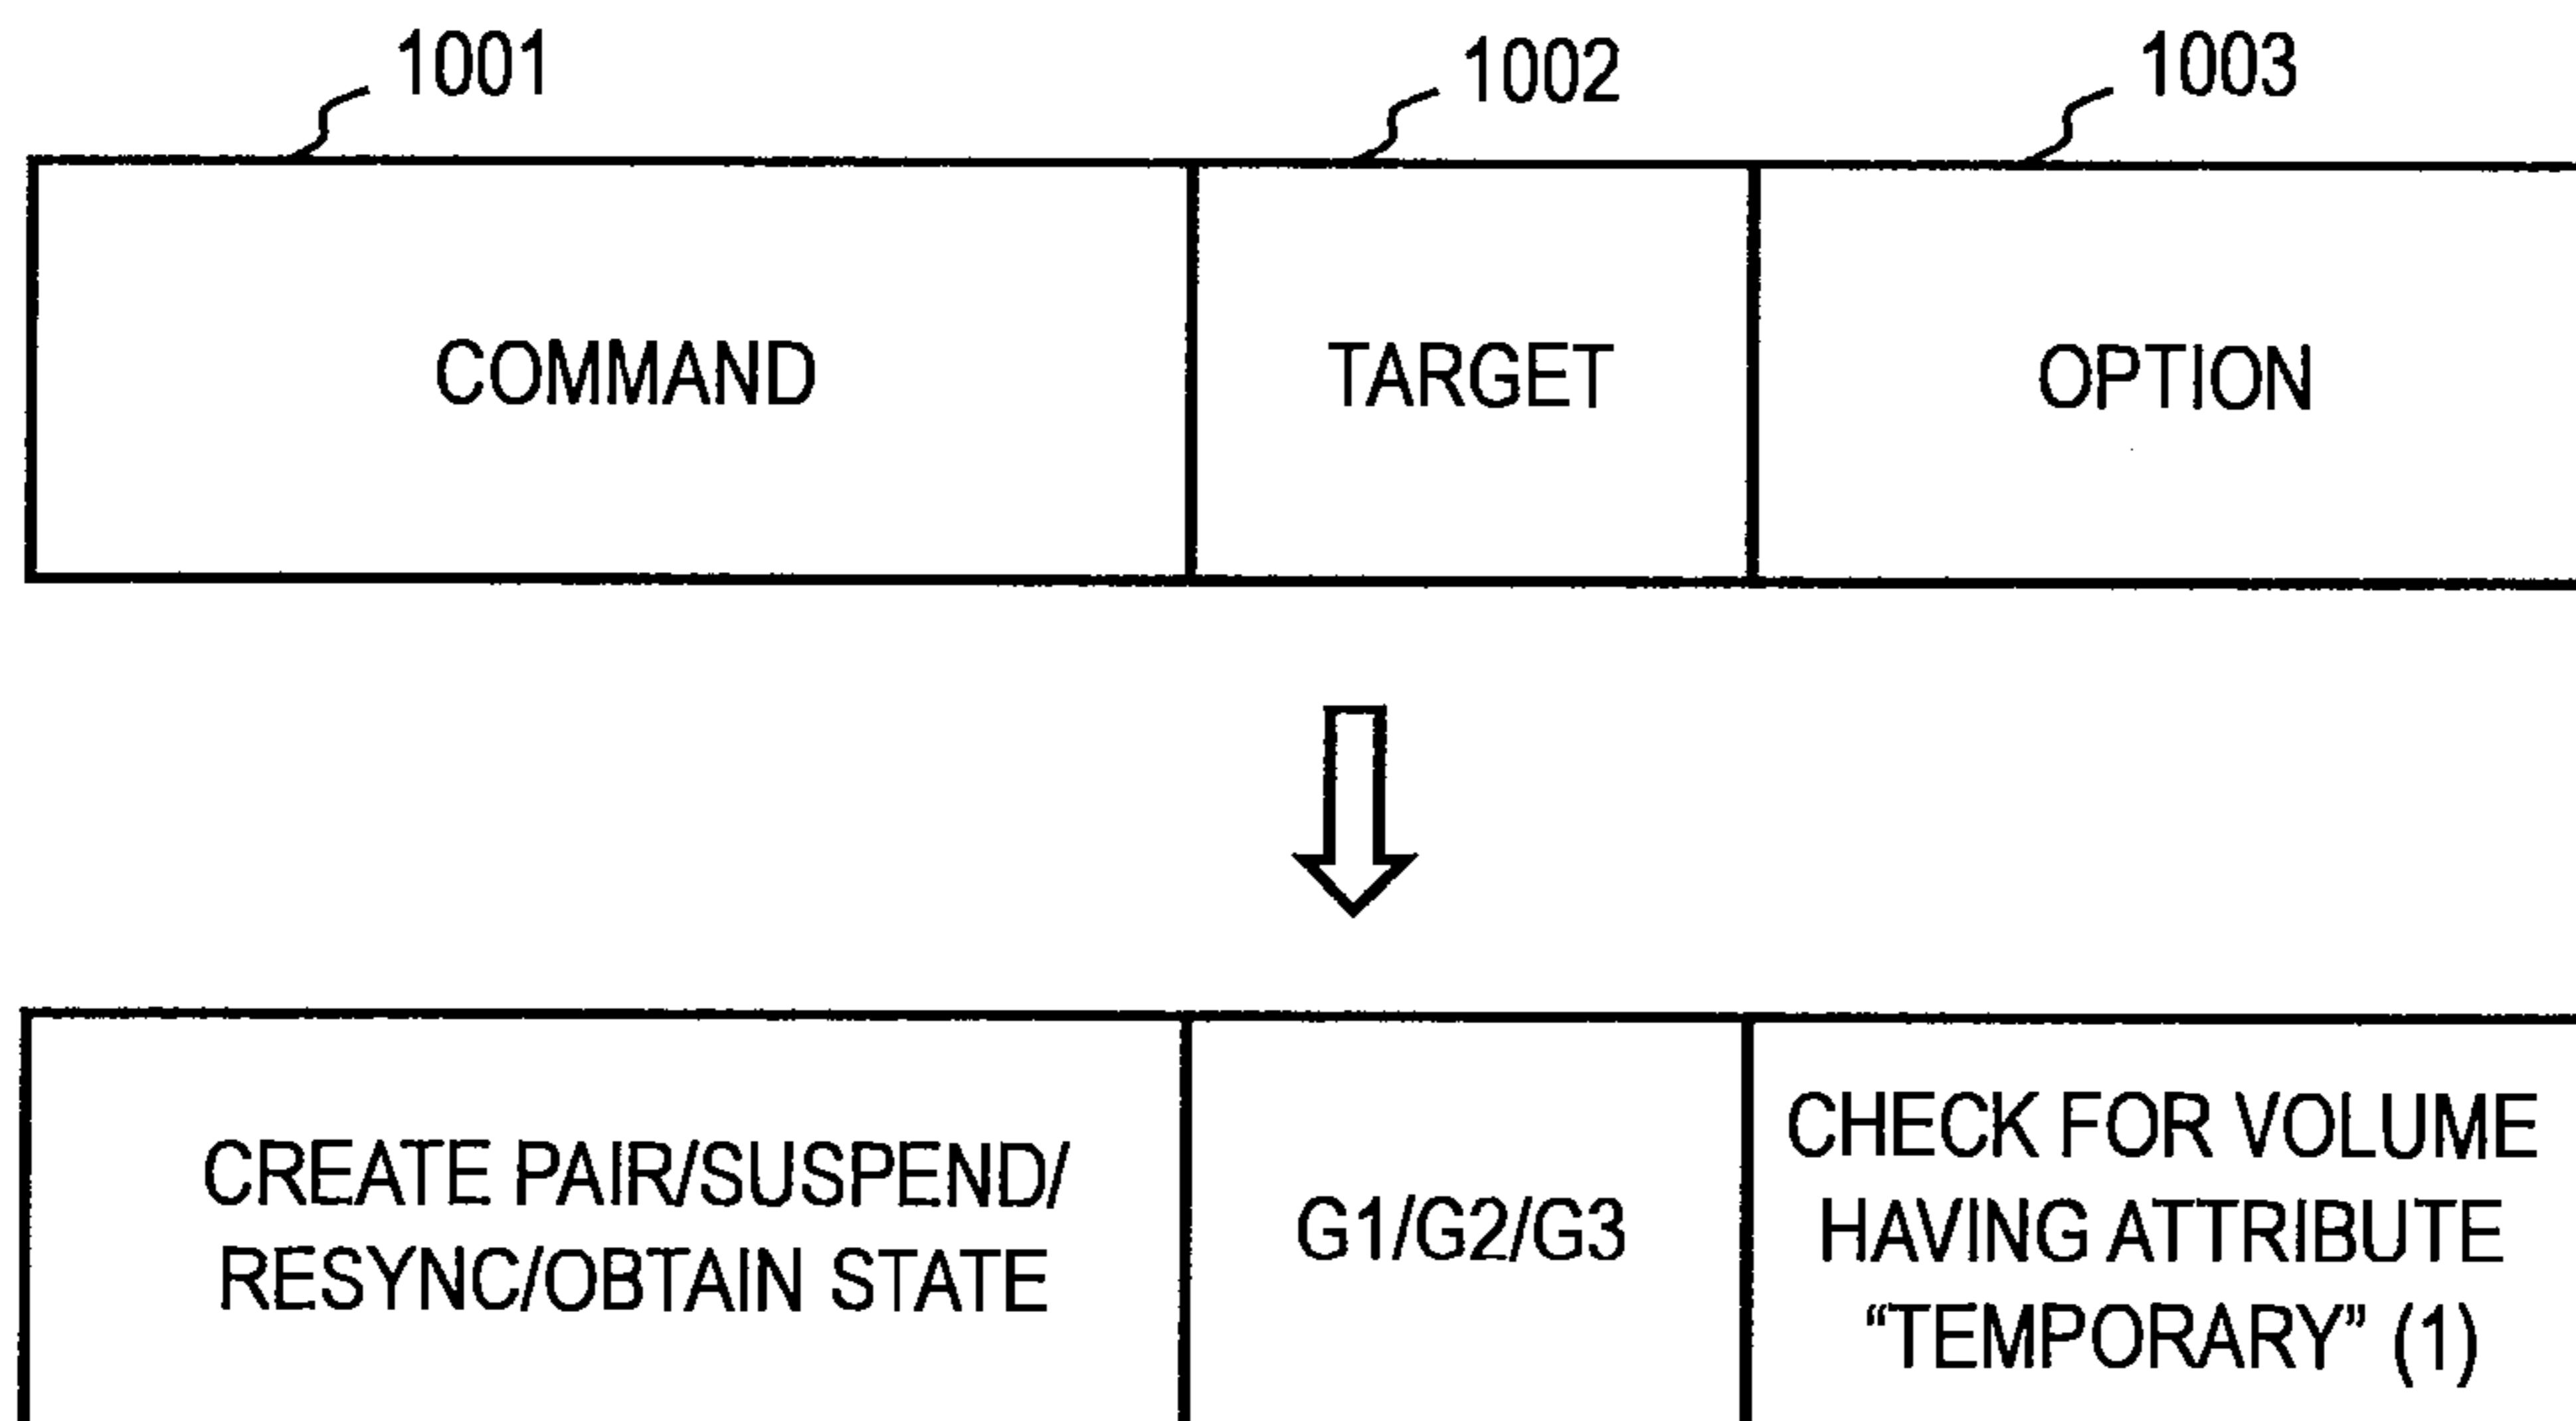 1001
1002
1003
COMMAND
TARGET
OPTION
CREATE PAIR/SUSPEND/
RESYNC/OBTAIN STATE
G1/G2/G3
CHECK FOR VOLUME
HAVING ATTRIBUTE
“TEMPORARY” (1)